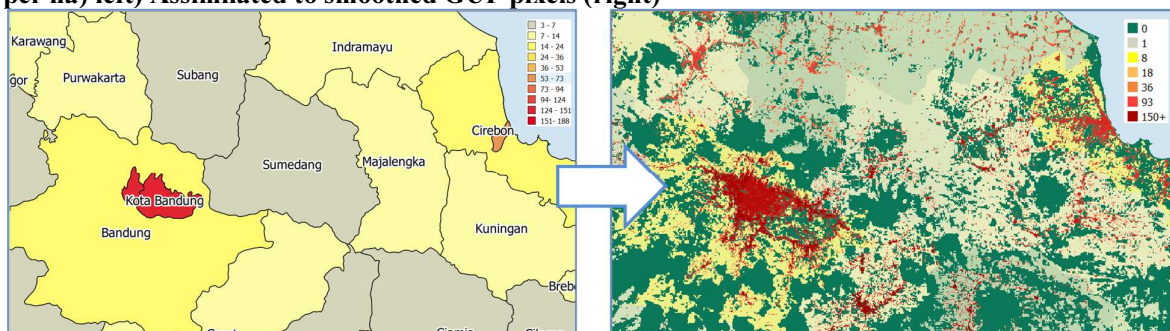 per ha) left) Assimilated to smoothed GUF pixels (right)
Karawang
Indramayu
gor
Purwakarta
Subang
3 - 7
7 - 14
14 - 24
24 - 36
36 - 53
53 - 73
73 - 94
94- 124
124 - 151
151- 188
Cirebon
Sumedang
Majalengka
Kota Bandung
Bandung
Kuningan
Breb
0
1
8
18
36
93
150+